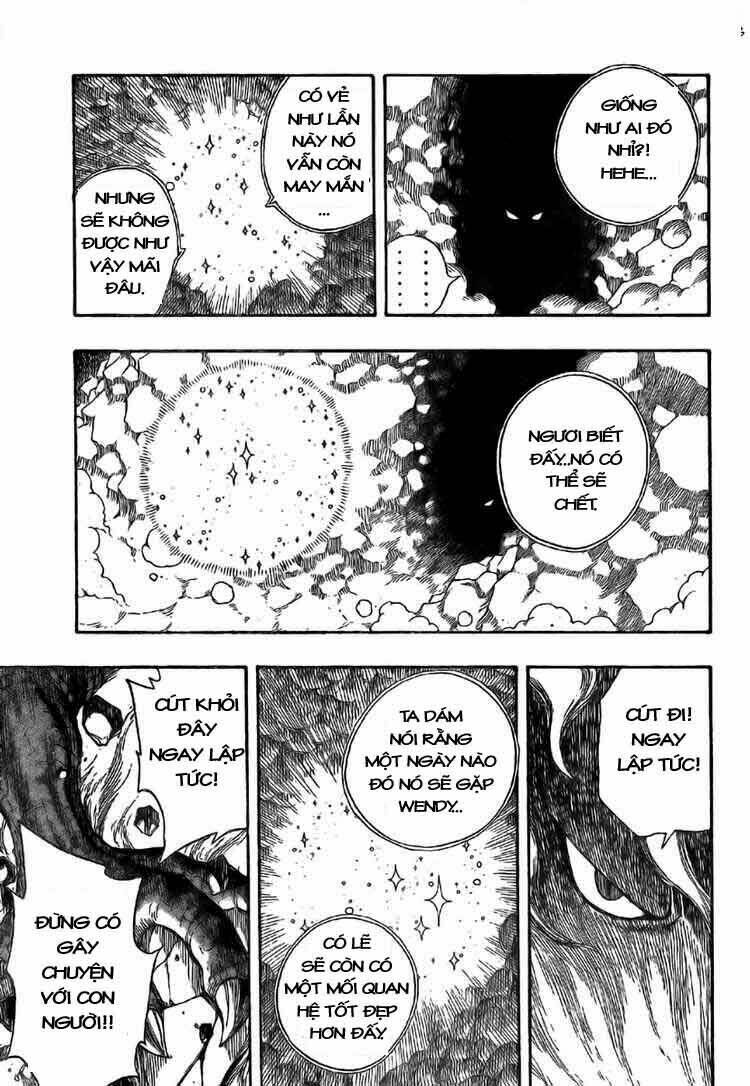 GIỐNG
NHƯ AI ĐÓ
NHỈ?!
HEHE...
CÓ VẺ
NHƯ LẦN
NÀY NÓ
VẪN CÒN
MAY MẮN
...
NHƯNG
SẼ KHÔNG
ĐƯỢC NHƯ
VẬY MÃI
ĐÂU.
NGƯƠI BIẾT
ĐẤY...NÓ CÓ
THỂ SẼ
CHẾT.
CÚT ĐI!
NGAY
LẬP TỨC!
TA DÁM
NÓI RẰNG
MỘT NGÀY NÀO
ĐÓ NÓ SẼ GẶP
WENDY...
CÓ LẼ
SẼ CÒN CÓ
MỘT MỐI QUAN
HỆ TỐT ĐẸP
HƠN ĐẤY.
CÚT KHỎI
ĐÂY
NGAY LẬP
TỨC!
ĐỪNG CÓ
GÂY
CHUYỆN
VỚI CON
NGƯỜI!!